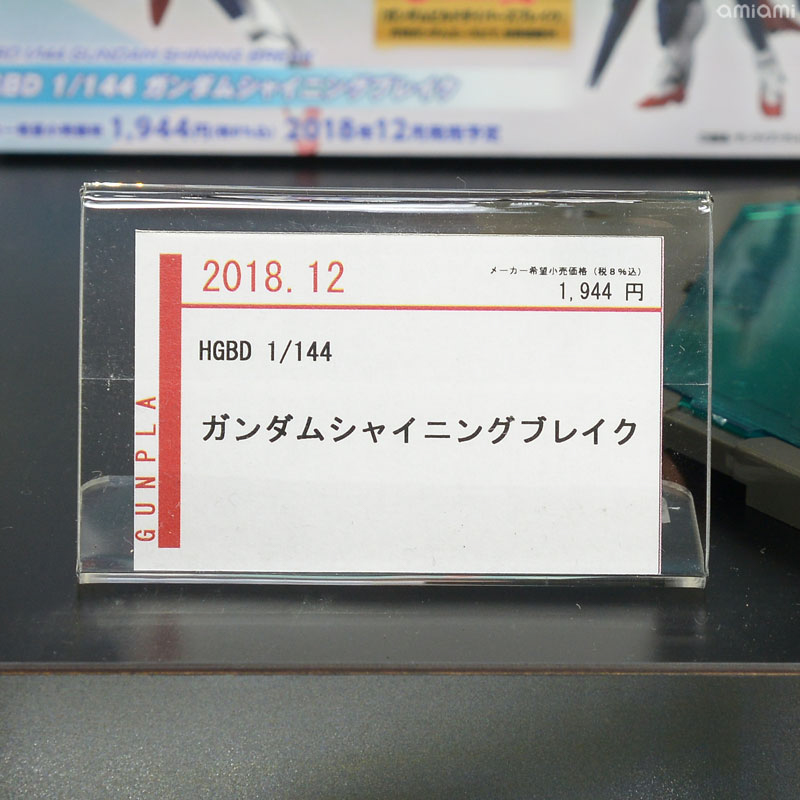 amiami
HGBD 1/144 ガンダムシャイニングブレイク
1,944円(税8%込) 2018年12月発売予定
2018.12
メーカー希望小売価格 (税8%込)
1,944 円
HGBD 1/144
ガンダムシャイニングブレイク
GUNPLA